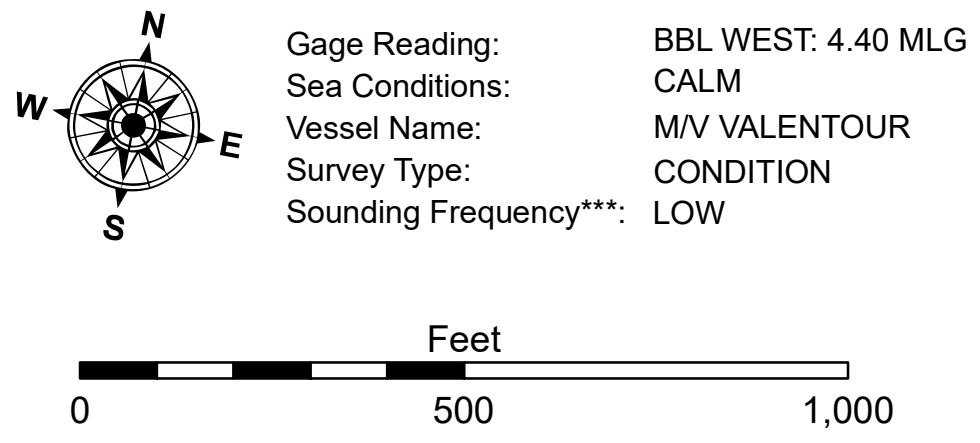 N
W
E
S
Gage Reading: BBL WEST: 4.40 MLG
Sea Conditions: CALM
Vessel Name: M/V VALENTOUR
Survey Type: CONDITION
Sounding Frequency***: LOW
Feet
0 500 1,000